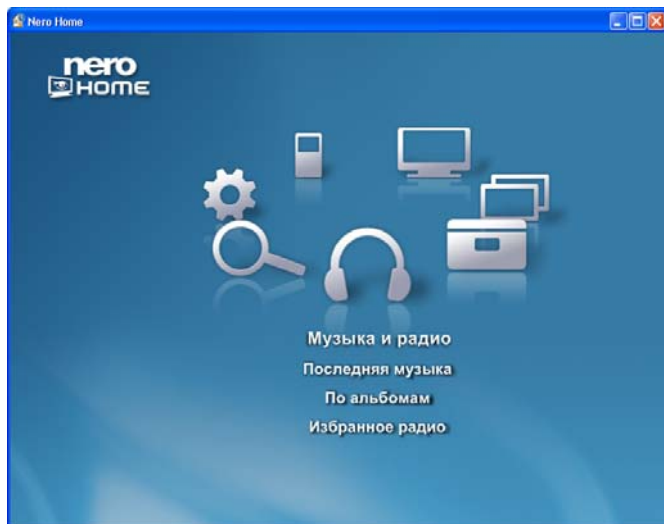 Nero Home
nero
HOME
Музыка и радио
Последняя музыка
По альбомам
Избранное радио